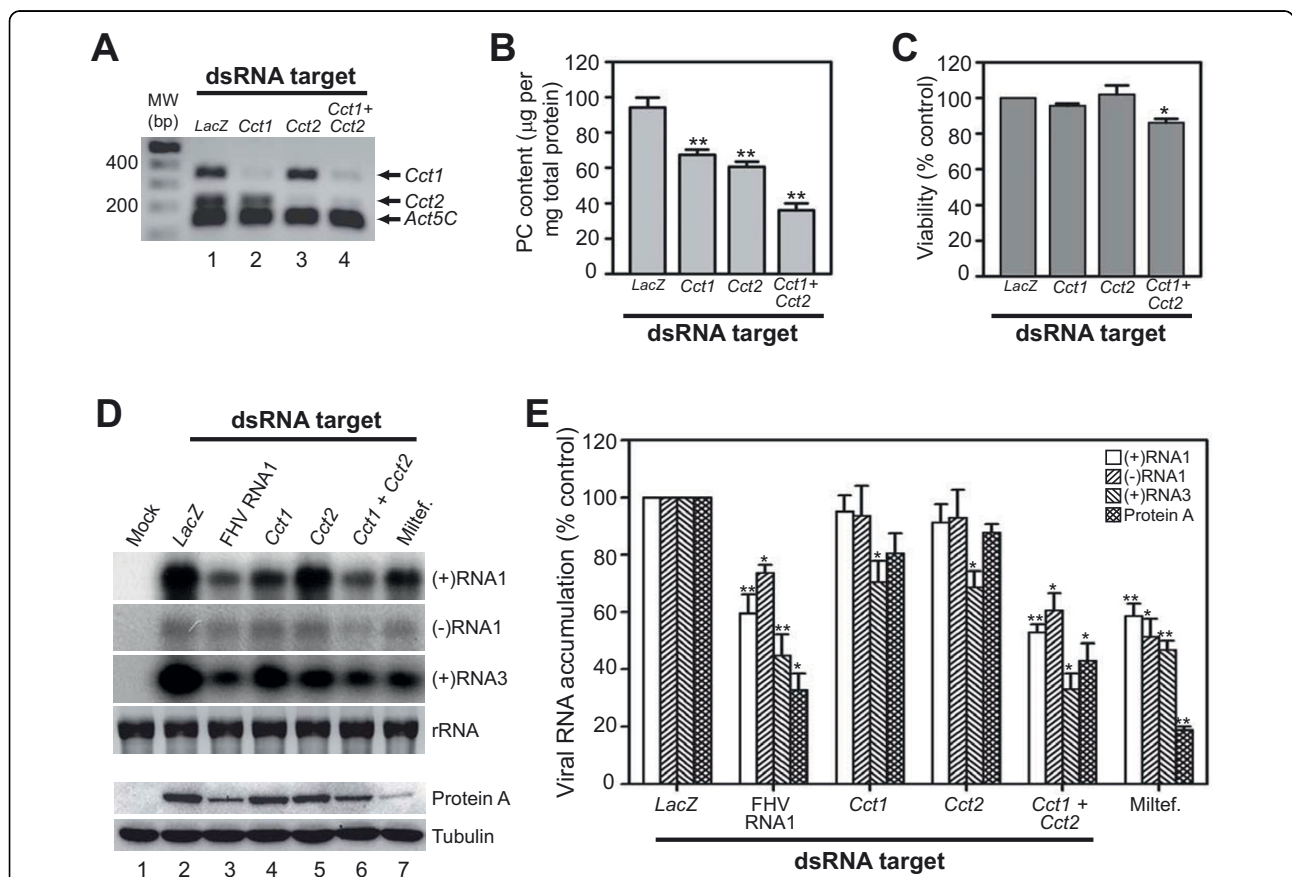 A
dsRNA target
MW
(bp)
LacZ
Cct1
Cct2
Cct1+
Cct2
400
200
Cct1
Cct2
Act5C
1 2 3 4
B
PC content (µg per
mg total protein)
120
100
80
60
40
20
0
**
**
**
LacZ
Cct1
Cct2
Cct1+
Cct2
dsRNA target
C
Viability (% control)
120
100
80
60
40
20
0
*
LacZ
Cct1
Cct2
Cct1+
Cct2
dsRNA target
D
dsRNA target
Mock
LacZ
FHV RNA1
Cct1
Cct2
Cct1 + Cct2
Miltef.
(+)RNA1
(-)RNA1
(+)RNA3
rRNA
Protein A
Tubulin
1 2 3 4 5 6 7
E
Viral RNA accumulation (% control)
120
100
80
60
40
20
0
(+)RNA1
(-)RNA1
(+)RNA3
Protein A
** * ** *
*
*
** * * *
** * ** **
LacZ
FHV
RNA1
Cct1
Cct2
Cct1 +
Cct2
Miltef.
dsRNA target